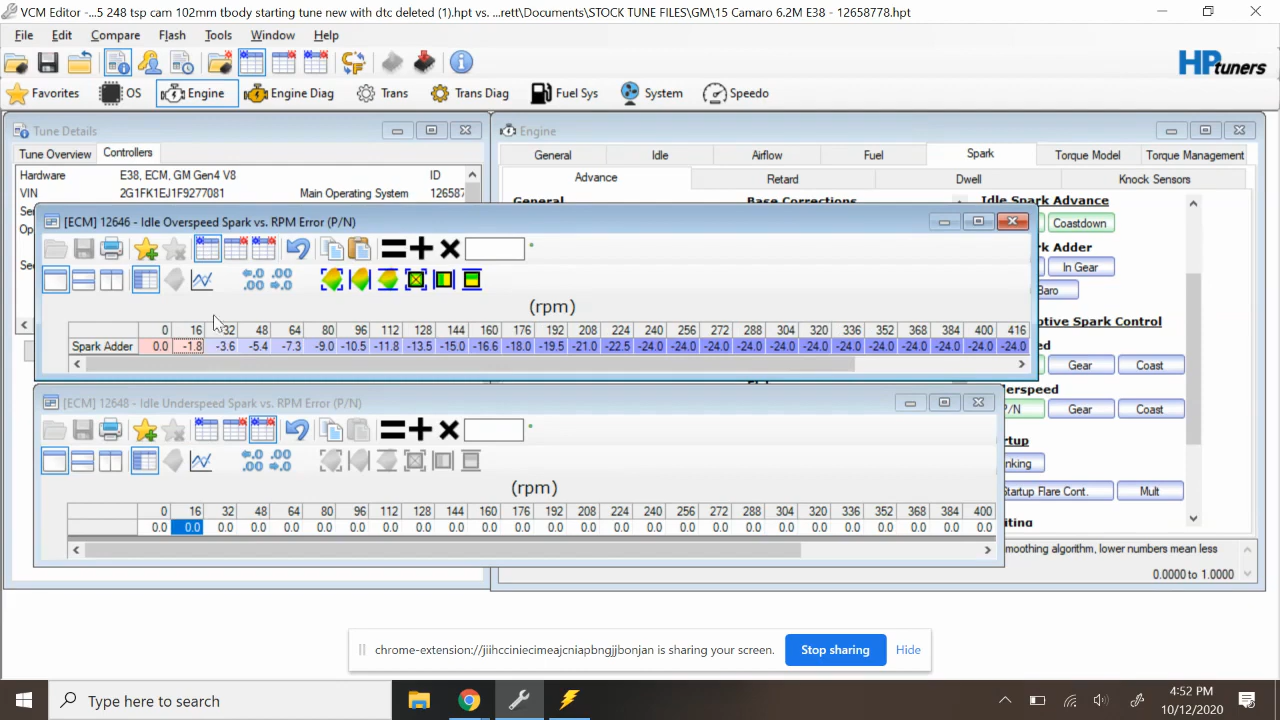 VCM Editor -...5 248 tsp cam 102mm tbody starting tune new with dtc deleted (1).hpt vs. ...rett\Documents\STOCK TUNE FILES\GM\15 Camaro 6.2M E38 - 12658778.hpt
File Edit Compare Flash Tools Window Help
HPtuners
Favorites OS Engine Engine Diag Trans Trans Diag Fuel Sys System Speedo
Tune Details
Tune Overview Controllers
Hardware E38, ECM, GM Gen4 V8 ID
VIN 2G1FK1EJ1F9277081 Main Operating System 12658
Engine
General Idle Airflow Fuel Spark Torque Model Torque Management
Advance Retard Dwell Knock Sensors
General Base Corrections Idle Spark Advance
Coastdown
rk Adder
In Gear
Baro
ptive Spark Control
ed
Gear Coast
derspeed
P/N Gear Coast
rtup
nking
Startup Flare Cont. Mult
iting
moothing algorithm, lower numbers mean less
0.0000 to 1.0000
[ECM] 12646 - Idle Overspeed Spark vs. RPM Error (P/N)
(rpm)
0 16 32 48 64 80 96 112 128 144 160 176 192 208 224 240 256 272 288 304 320 336 352 368 384 400 416
Spark Adder 0.0 -1.8 -3.6 -5.4 -7.3 -9.0 -10.5 -11.8 -13.5 -15.0 -16.6 -18.0 -19.5 -21.0 -22.5 -24.0 -24.0 -24.0 -24.0 -24.0 -24.0 -24.0 -24.0 -24.0 -24.0 -24.0 -24.0
[ECM] 12648 - Idle Underspeed Spark vs. RPM Error (P/N)
(rpm)
0 16 32 48 64 80 96 112 128 144 160 176 192 208 224 240 256 272 288 304 320 336 352 368 384 400
0.0 0.0 0.0 0.0 0.0 0.0 0.0 0.0 0.0 0.0 0.0 0.0 0.0 0.0 0.0 0.0 0.0 0.0 0.0 0.0 0.0 0.0 0.0 0.0 0.0 0.0
chrome-extension://jiihcciniecimeajcniapbngjjbonjan is sharing your screen. Stop sharing Hide
Type here to search
4:52 PM
10/12/2020